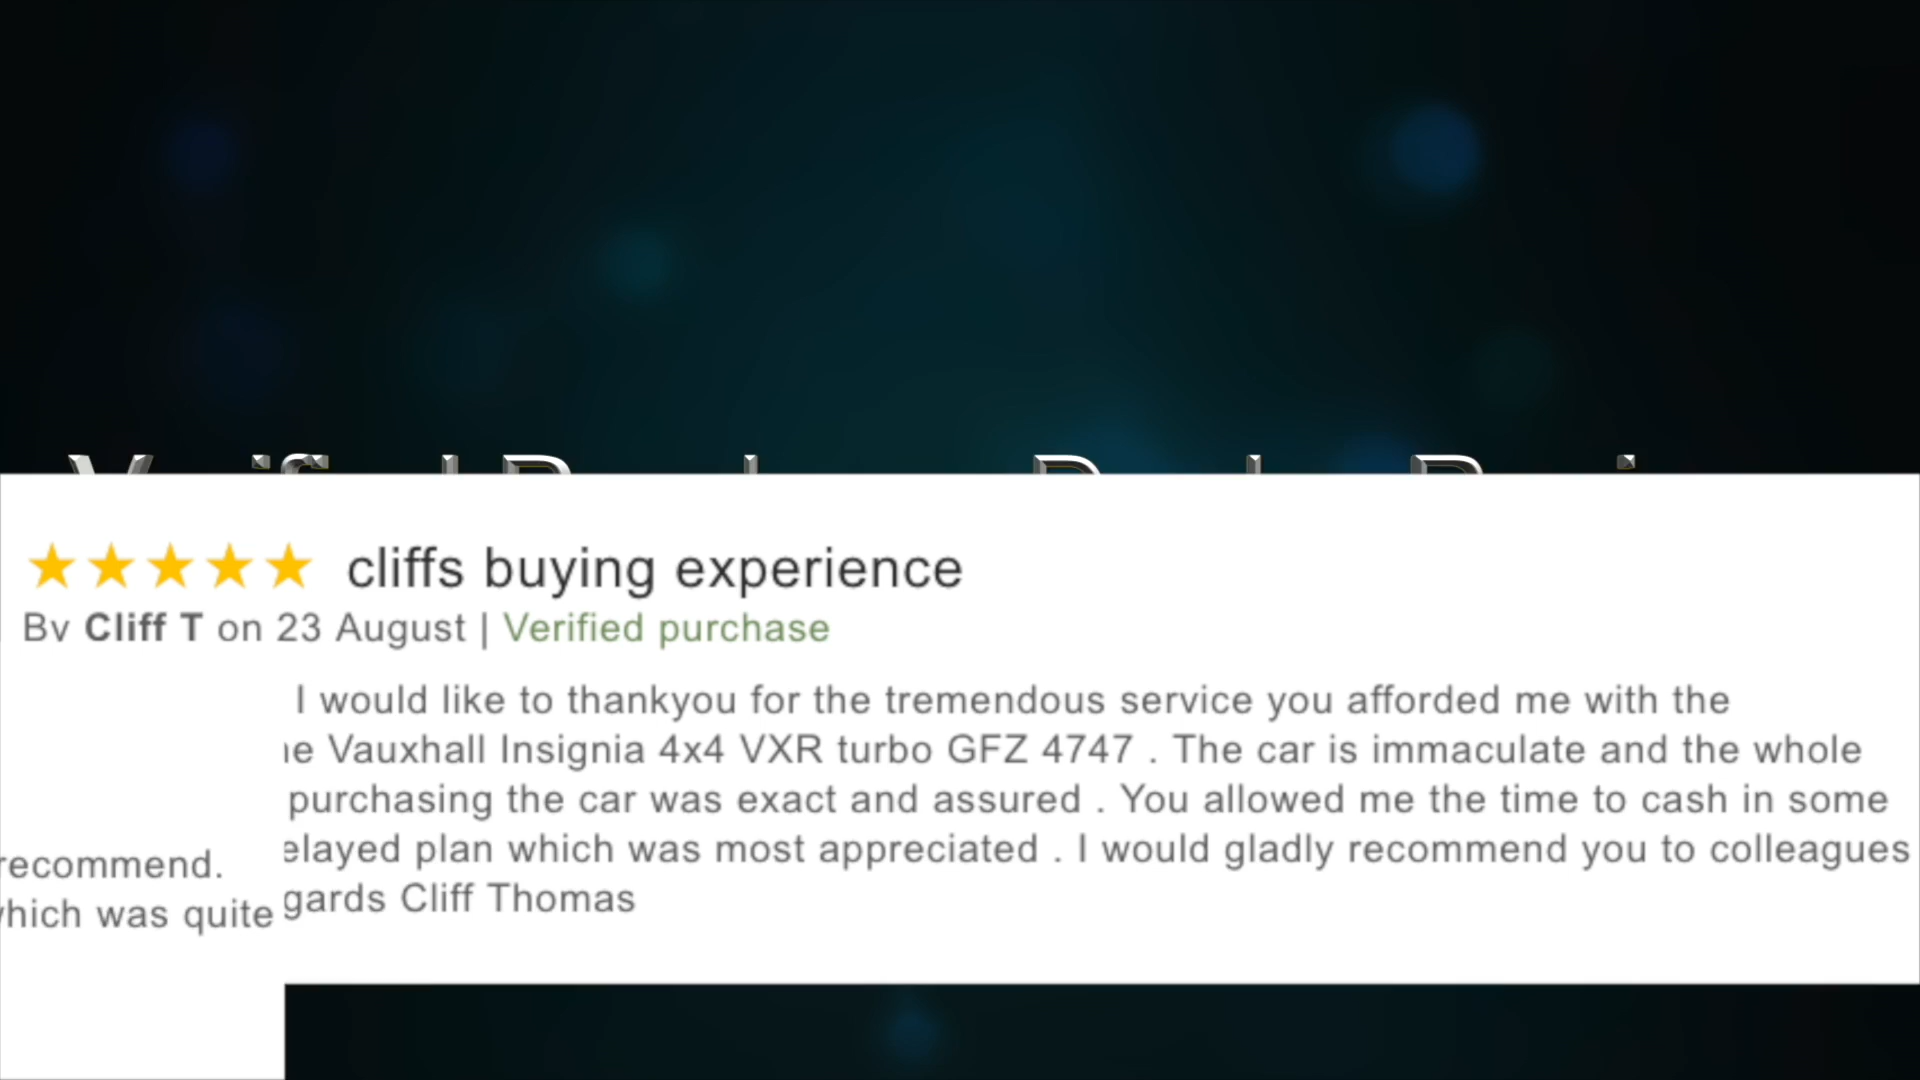 cliffs buying experience
By Cliff T on 23 August | Verified purchase
I would like to thankyou for the tremendous service you afforded me with the
Vauxhall Insignia 4x4 VXR turbo GFZ 4747 . The car is immaculate and the whole
purchasing the car was exact and assured . You allowed me the time to cash in some
plan which was most appreciated . I would gladly recommend you to colleagues
Cliff Thomas
recommend.
was quite